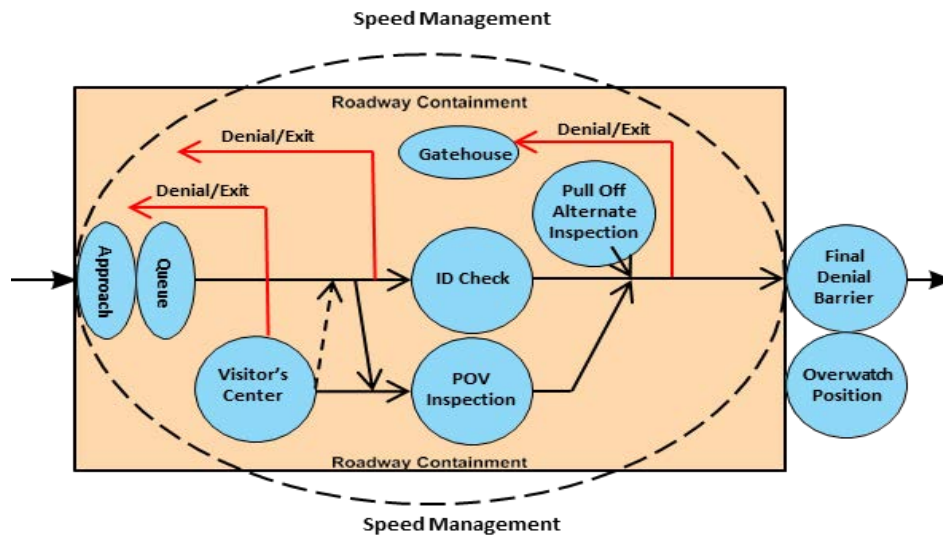 Speed Management
Roadway Containment
Denial/Exit
Denial/Exit
Gatehouse
Denial/Exit
Pull Off
Alternate
Inspection
Approach
Queue
ID Check
Final
Denial
Barrier
Visitor's
Center
POV
Inspection
Overwatch
Position
Roadway Containment
Speed Management